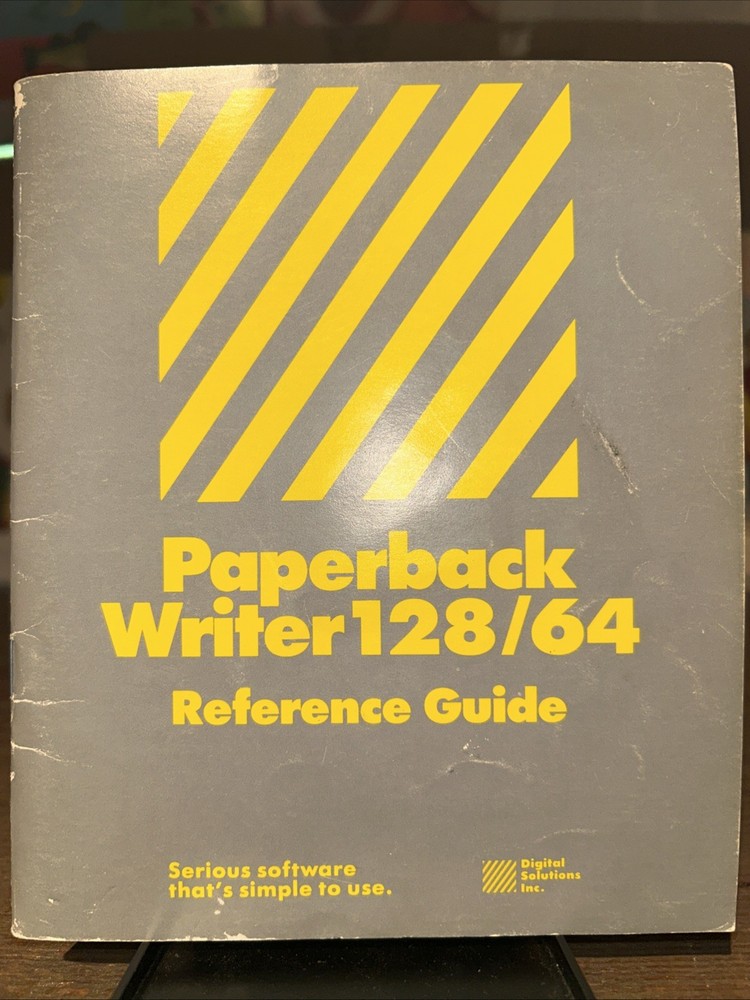 Paperback
Writer 128/64
Reference Guide
Serious software
that's simple to use.
Digital
Solutions
Inc.